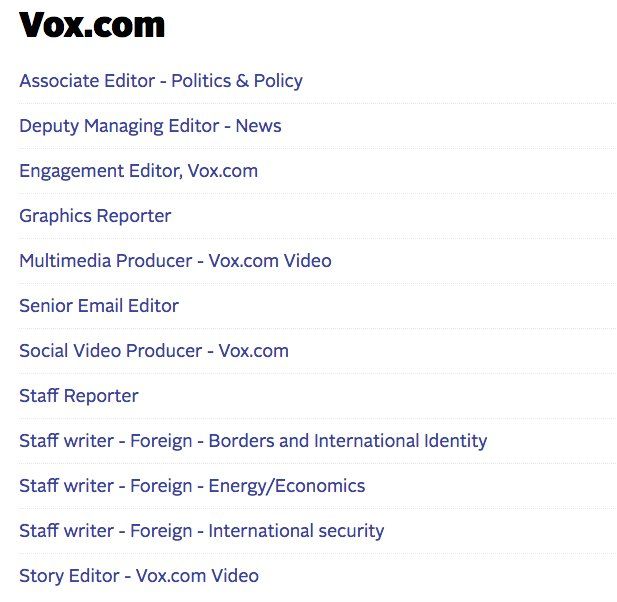 Vox.com
Associate Editor - Politics & Policy
Deputy Managing Editor - News
Engagement Editor, Vox.com
Graphics Reporter
Multimedia Producer - Vox.com Video
Senior Email Editor
Social Video Producer - Vox.com
Staff Reporter
Staff writer - Foreign - Borders and International Identity
Staff writer - Foreign - Energy/Economics
Staff writer - Foreign - International security
Story Editor - Vox.com Video